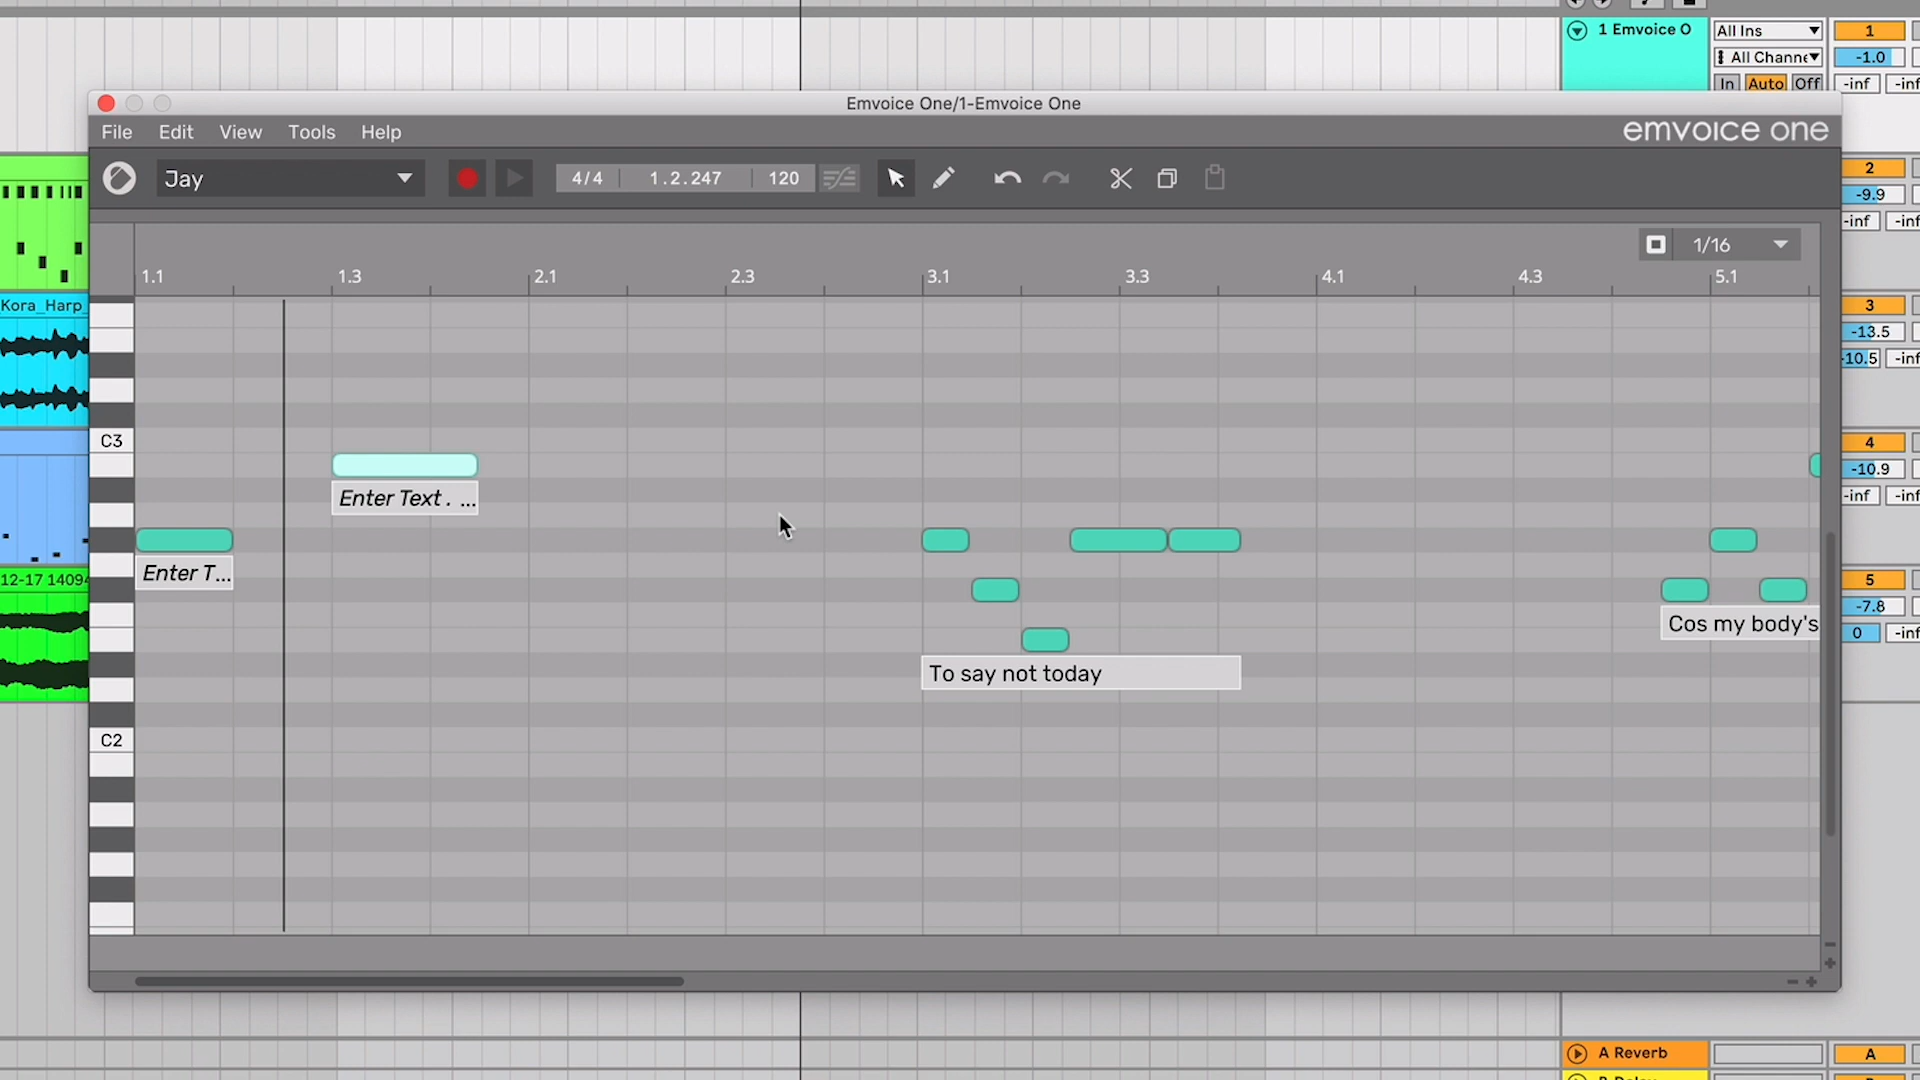 1 Emvoice O
All Ins
1
All Channe
-1.0
In Auto Off
-inf
-inf
Emvoice One/1-Emvoice One
File Edit View Tools Help
emvoice one
Jay
4/4 1.2.247 120
2
-9.9
-inf
-inf
1/16
1.1 1.3 2.1 2.3 3.1 3.3 4.1 4.3 5.1
Kora_Harp_
3
-13.5
-10.5
-inf
C3
Enter Text . ...
4
-10.9
-inf
-inf
Enter T...
12-17 14094
5
-7.8
0
-inf
Cos my body's
To say not today
C2
A Reverb
A